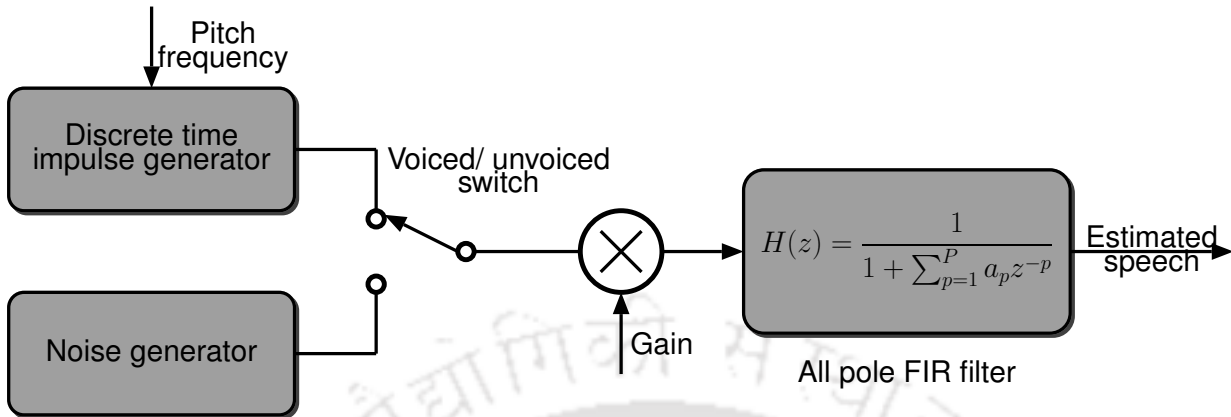 Pitch
frequency
Discrete time
impulse generator
Voiced/ unvoiced
switch
H(z) = \frac{1}{1 + \sum_{p=1}^{P} a_p z^{-p}}
Estimated
speech
Noise generator
Gain
All pole FIR filter